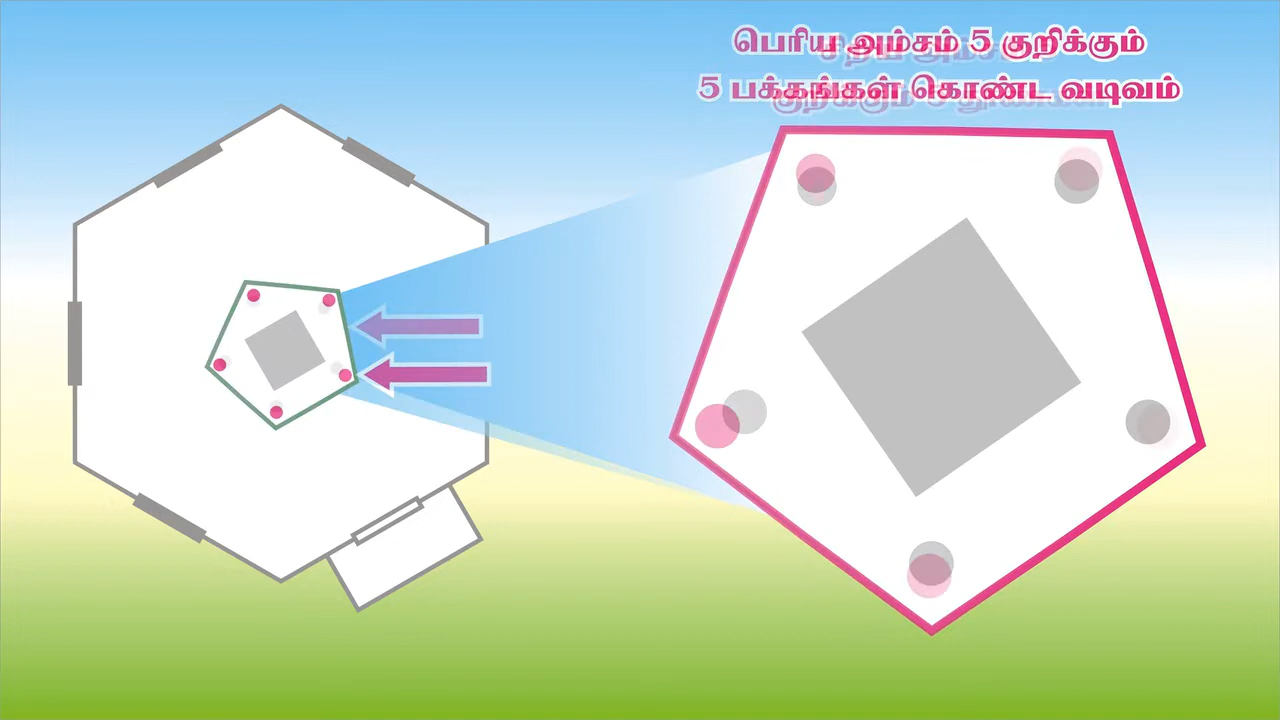 பெரிய அம்சம் 5 குறிக்கும்
5 பக்கங்கள் கொண்ட வடிவம்